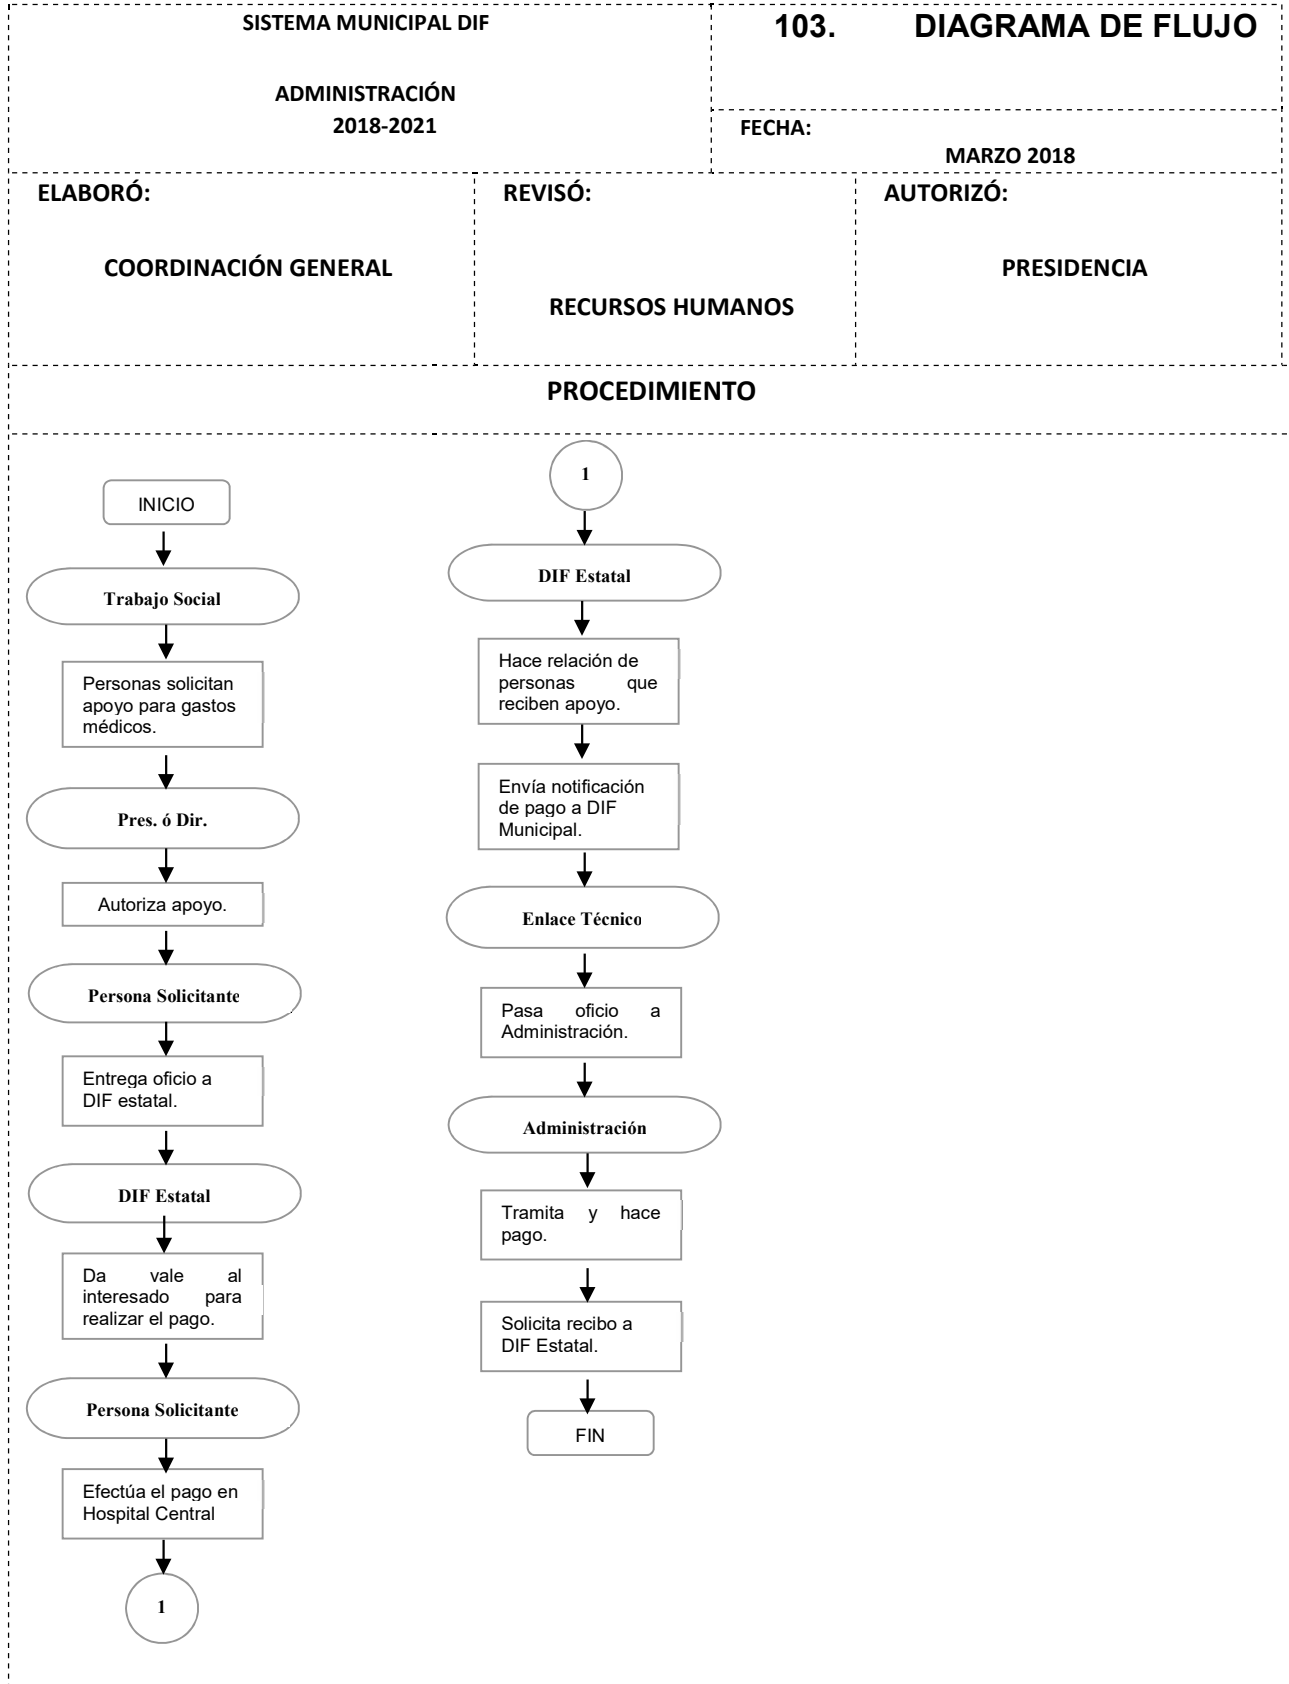 SISTEMA MUNICIPAL DIF
ADMINISTRACIÓN
2018-2021
103. DIAGRAMA DE FLUJO
FECHA:
MARZO 2018
ELABORÓ:
COORDINACIÓN GENERAL
REVISÓ:
RECURSOS HUMANOS
AUTORIZÓ:
PRESIDENCIA
PROCEDIMIENTO
INICIO
Trabajo Social
Personas solicitan
apoyo para gastos
médicos.
Pres. ó Dir.
Autoriza apoyo.
Persona Solicitante
Entrega oficio a
DIF estatal.
DIF Estatal
Da vale al
interesado para
realizar el pago.
Persona Solicitante
Efectúa el pago en
Hospital Central
1
1
DIF Estatal
Hace relación de
personas que
reciben apoyo.
Envía notificación
de pago a DIF
Municipal.
Enlace Técnico
Pasa oficio a
Administración.
Administración
Tramita y hace
pago.
Solicita recibo a
DIF Estatal.
FIN